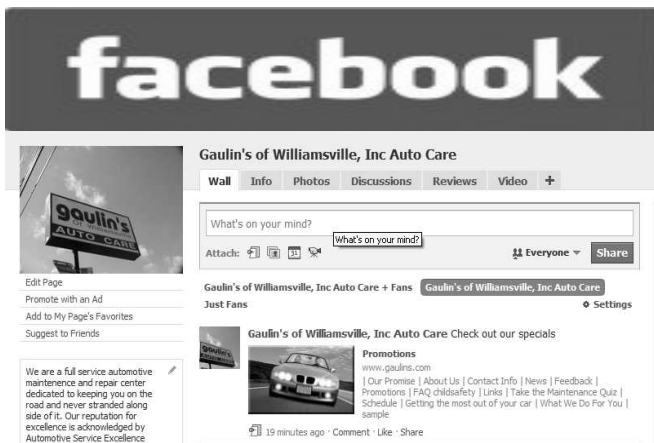 facebook
gaulin's
Of Williamsville
AUTO CARE
Edit Page
Promote with an Ad
Add to My Page's Favorites
Suggest to Friends
We are a full service automotive
maintenence and repair center
dedicated to keeping you on the
road and never stranded along
side of it. Our reputation for
excellence is acknowledged by
Automotive Service Excellence
Gaulin's of Williamsville, Inc Auto Care
Wall Info Photos Discussions Reviews Video +
What's on your mind?
What's on your mind?
Attach: 31 Everyone Share
Gaulin's of Williamsville, Inc Auto Care + Fans Gaulin's of Williamsville, Inc Auto Care
Just Fans Settings
gaulin's
Gaulin's of Williamsville, Inc Auto Care Check out our specials
Promotions
www.gaulins.com
| Our Promise | About Us | Contact Info | News | Feedback |
Promotions | FAQ childsafety | Links | Take the Maintenance Quiz |
Schedule | Getting the most out of your car | What We Do For You |
sample
19 minutes ago · Comment · Like · Share